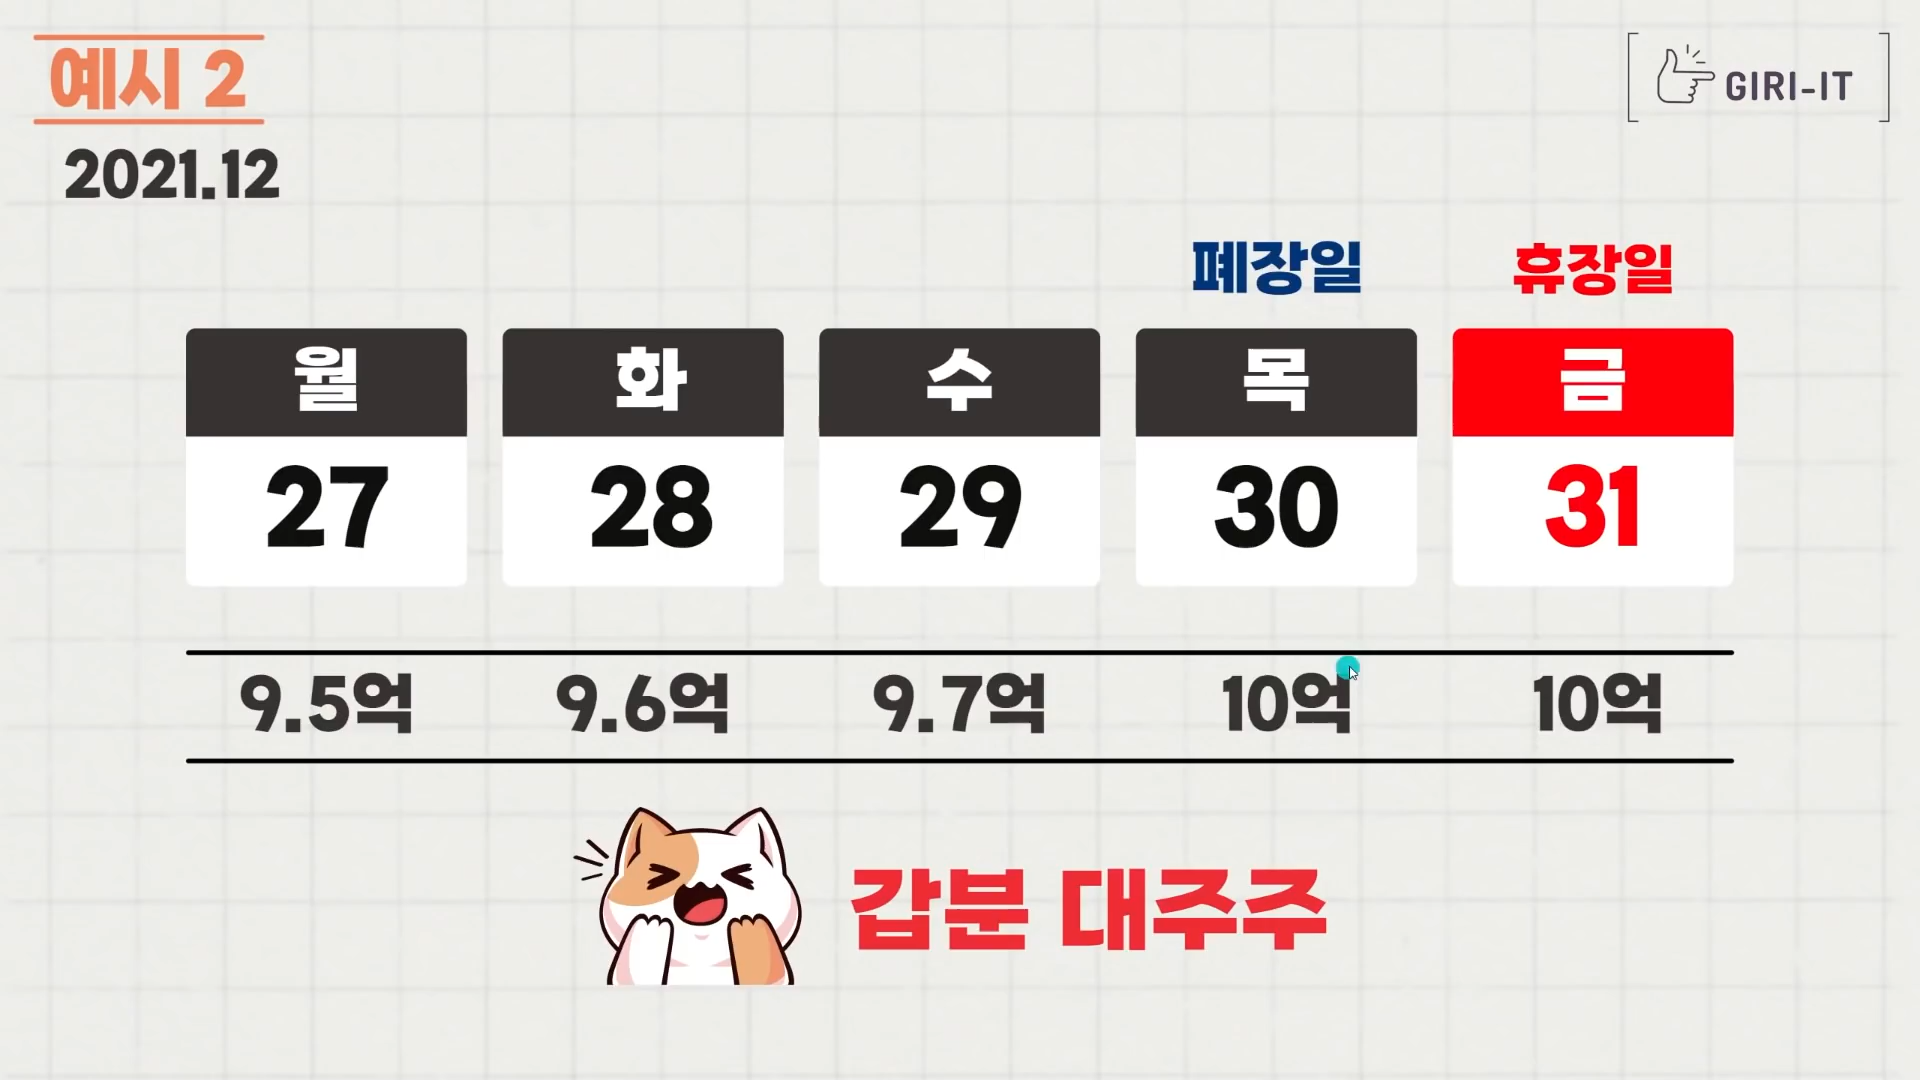 예시 2
GIRI-IT
2021.12
폐장일 휴장일
월 화 수 목 금
27 28 29 30 31
9.5억 9.6억 9.7억 10억 10억
갑분 대주주